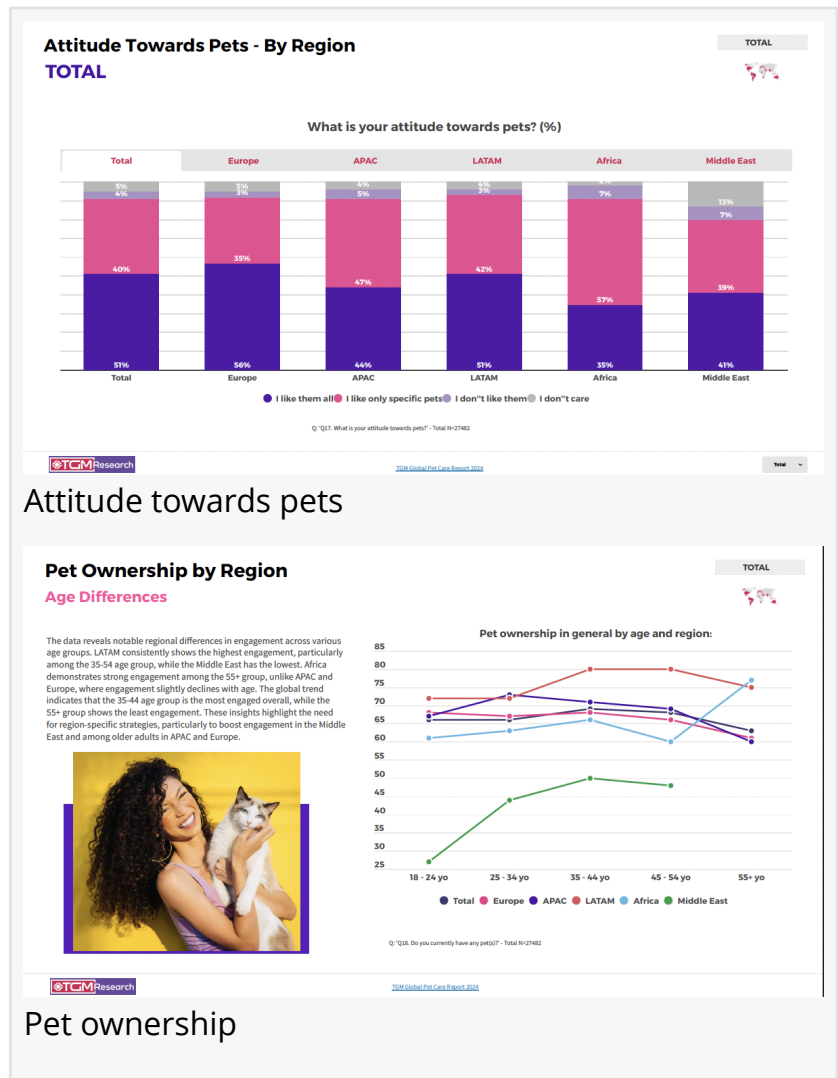 Attitude Towards Pets - By Region
TOTAL
TOTAL
What is your attitude towards pets? (%)
Total Europe APAC LATAM Africa Middle East
5% 5% 4% 4% 13%
4% 3% 5% 3% 7% 7%
40% 35% 47% 42% 57% 39%
51% 56% 44% 51% 35% 41%
Total Europe APAC LATAM Africa Middle East
I like them all I like only specific pets I don"t like them I don"t care
Q: 'Q17. What is your attitude towards pets?' - Total N=27482
TGM Research
TGM Global Pet Care Report 2024
Total
Attitude towards pets
Pet Ownership by Region
TOTAL
Age Differences
The data reveals notable regional differences in engagement across various
age groups. LATAM consistently shows the highest engagement, particularly
among the 35-54 age group, while the Middle East has the lowest. Africa
demonstrates strong engagement among the 55+ group, unlike APAC and
Europe, where engagement slightly declines with age. The global trend
indicates that the 35-44 age group is the most engaged overall, while the
55+ group shows the least engagement. These insights highlight the need
for region-specific strategies, particularly to boost engagement in the Middle
East and among older adults in APAC and Europe.
Pet ownership in general by age and region:
85
80
75
70
65
60
55
50
45
40
35
30
25
18 - 24 yo 25 - 34 yo 35 - 44 yo 45 - 54 yo 55+ yo
Total Europe APAC LATAM Africa Middle East
Q: 'Q18. Do you currently have any pet(s)?' - Total N=27482
TGM Research
TGM Global Pet Care Report 2024
Pet ownership